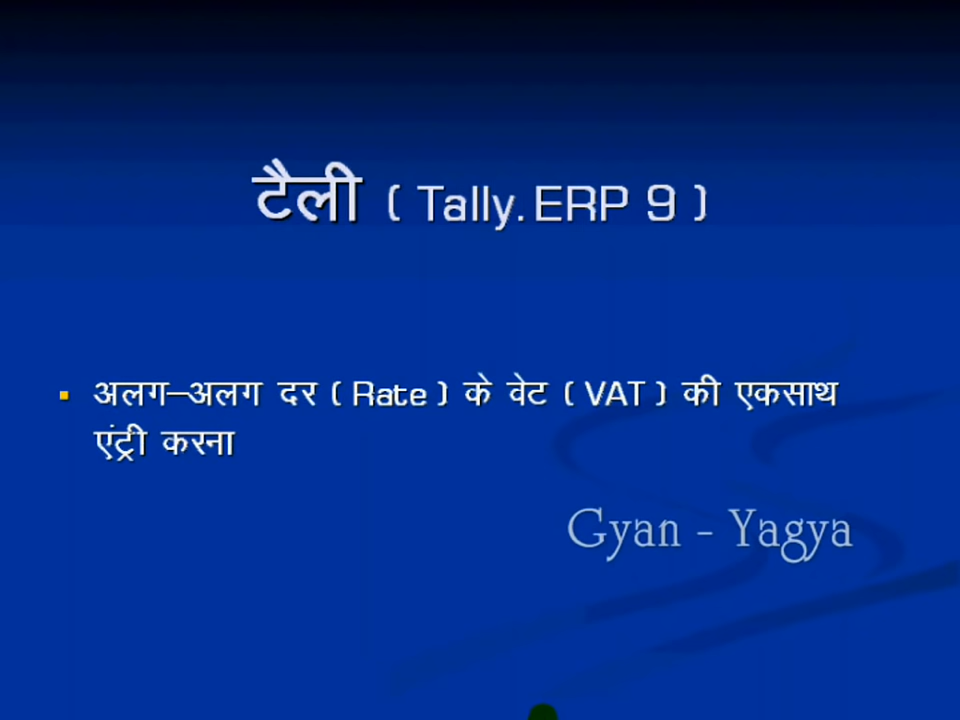 टैली ( Tally.ERP 9 )
▪ अलग–अलग दर ( Rate ) के वेट ( VAT ) की एकसाथ
एंट्री करना
Gyan - Yagya